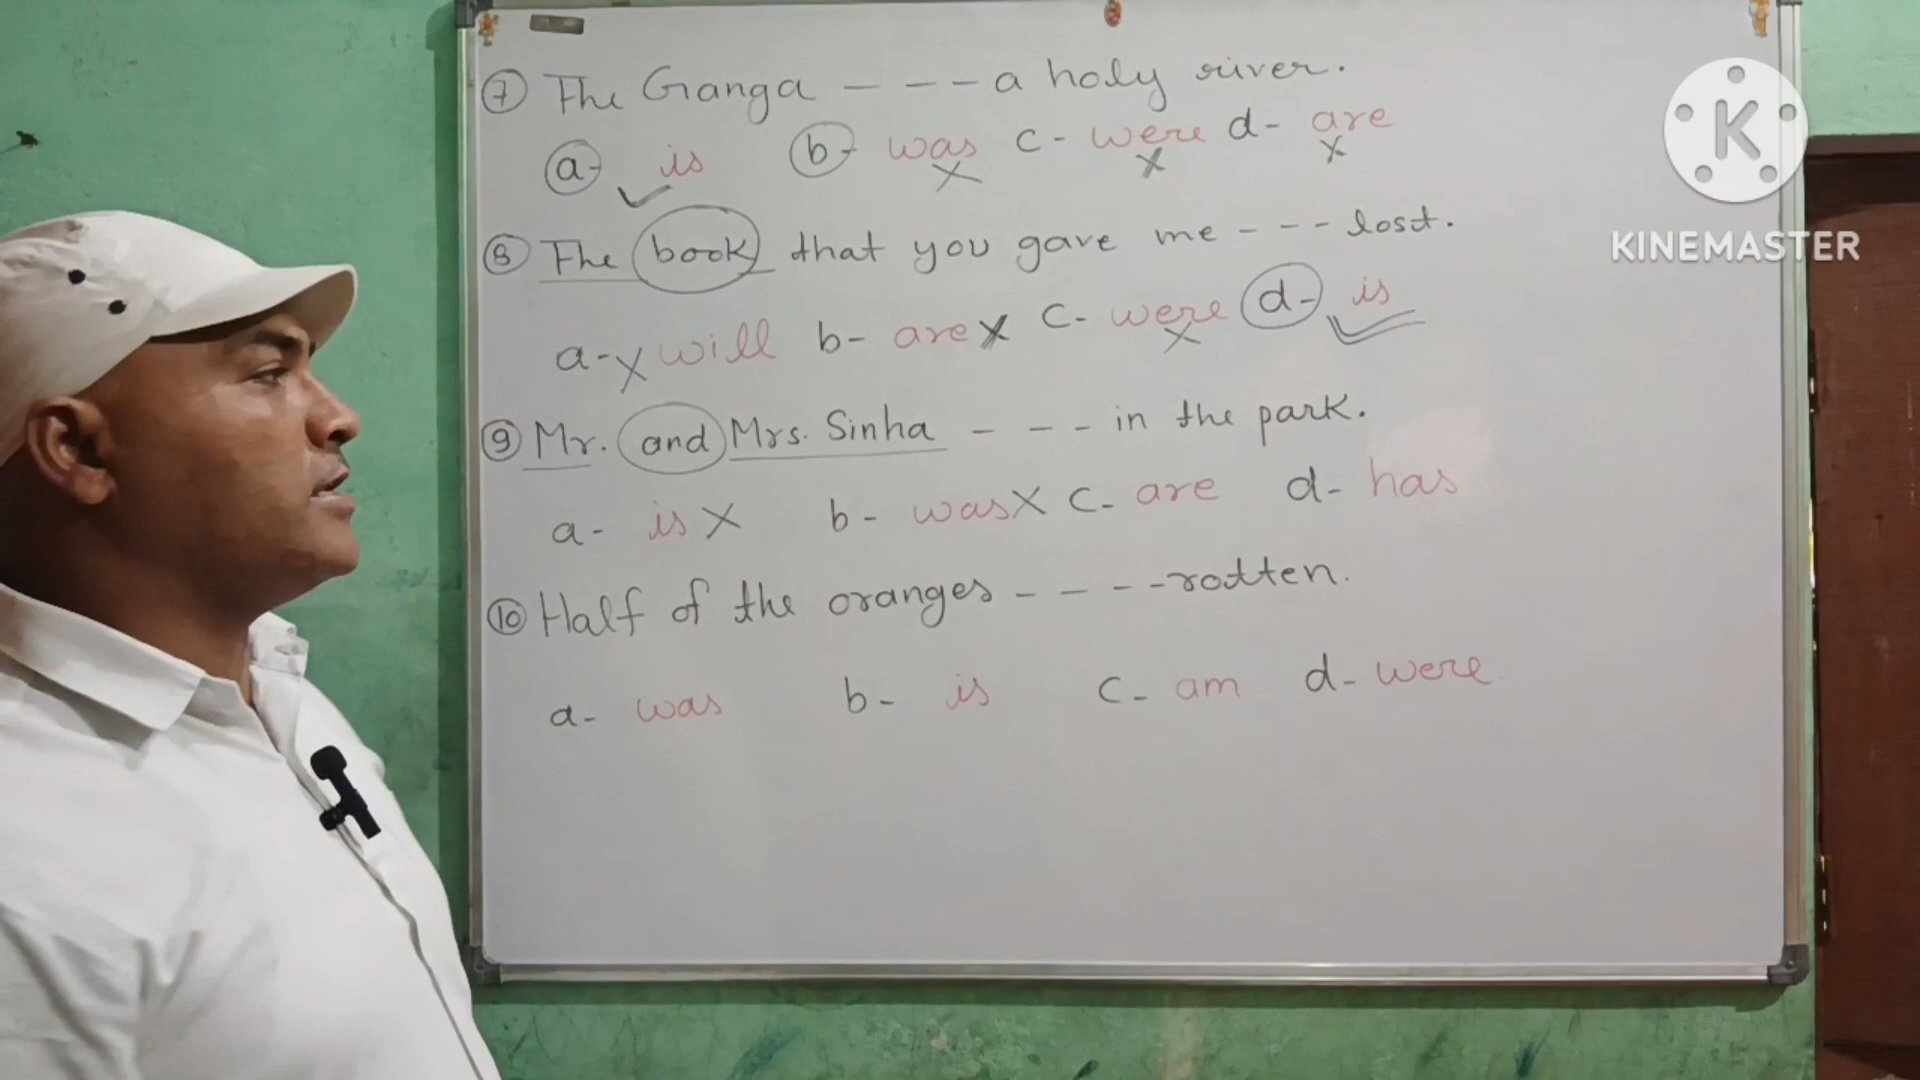 ⑦ The Ganga - - - a holy river.
ⓐ- is ⓑ- was c- were d- are
⑧ The book that you gave me - - - lost.
a- will b- are c- were ⓓ- is
⑨ Mr. and Mrs. Sinha - - - in the park.
a- is b- was c- are d- has
⑩ Half of the oranges - - - - rotten.
a- was b- is c- am d- were.
K
KINEMASTER